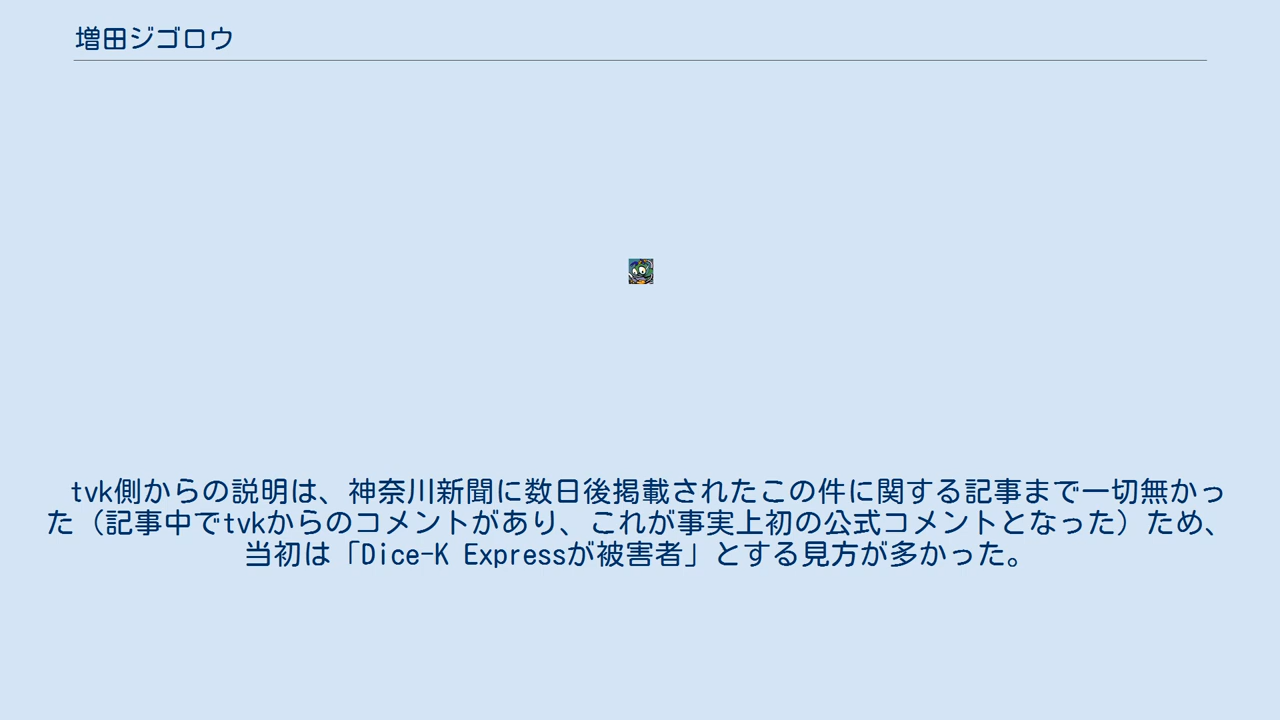 増田ジゴロウ
tvk側からの説明は、神奈川新聞に数日後掲載されたこの件に関する記事まで一切無かっ
た（記事中でtvkからのコメントがあり、これが事実上初の公式コメントとなった）ため、
当初は「Dice-K Expressが被害者」とする見方が多かった。